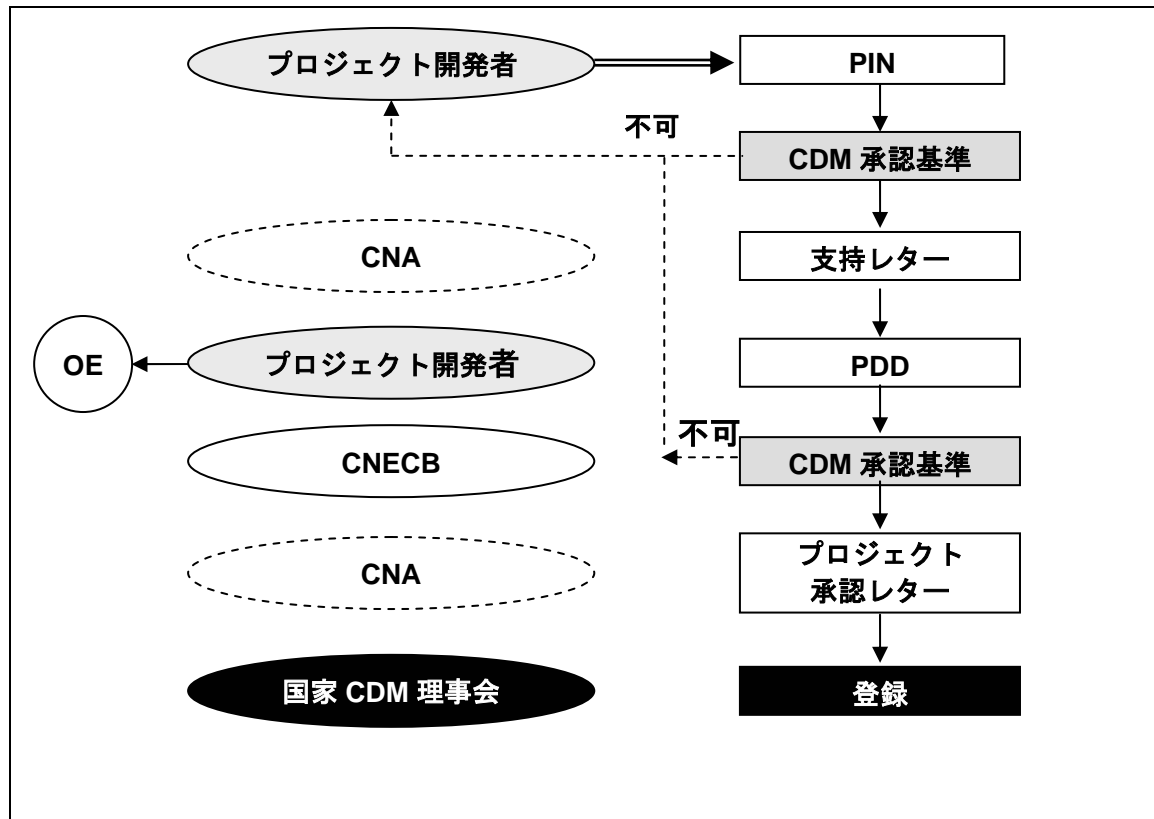 プロジェクト開発者
PIN
不可
CDM 承認基準
CNA
支持レター
OE
プロジェクト開発者
PDD
不可
CNECB
CDM 承認基準
CNA
プロジェクト
承認レター
国家 CDM 理事会
登録